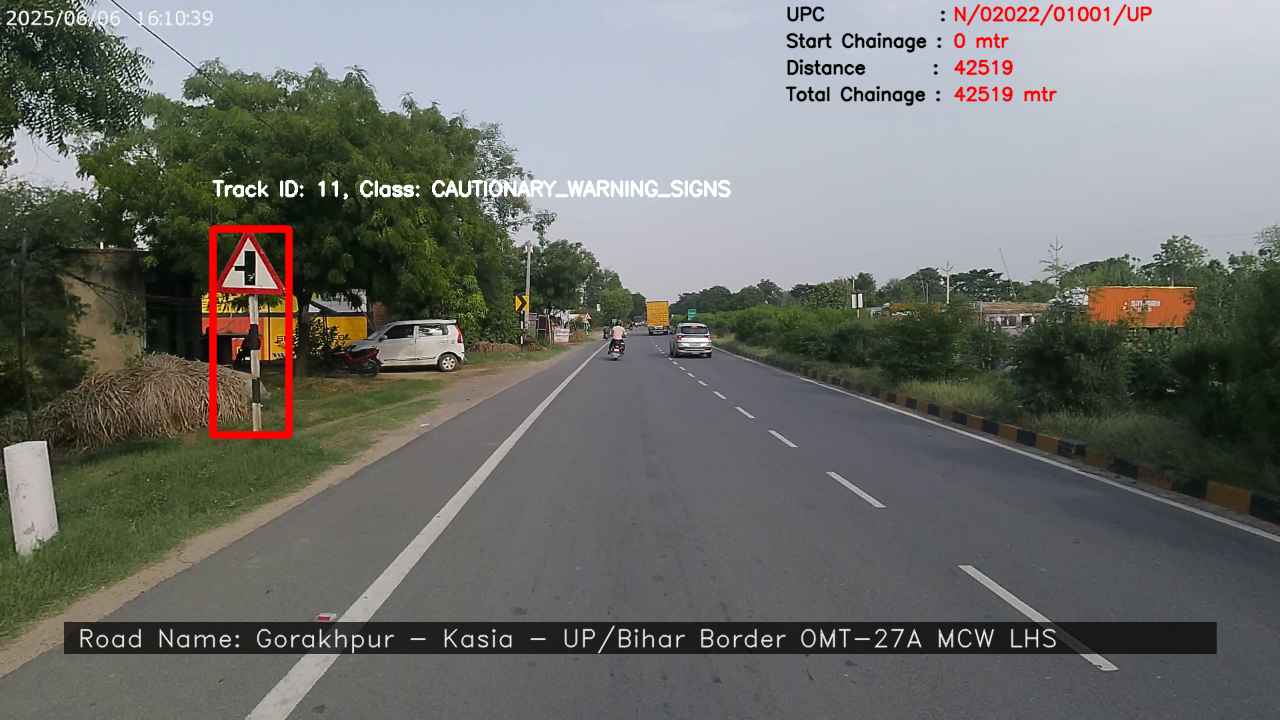 2025/06/06 16:10:39
UPC : N/02022/01001/UP
Start Chainage : 0 mtr
Distance : 42519
Total Chainage : 42519 mtr
Track ID: 11, Class: CAUTIONARY_WARNING_SIGNS
Road Name: Gorakhpur - Kasia - UP/Bihar Border OMT-27A MCW LHS